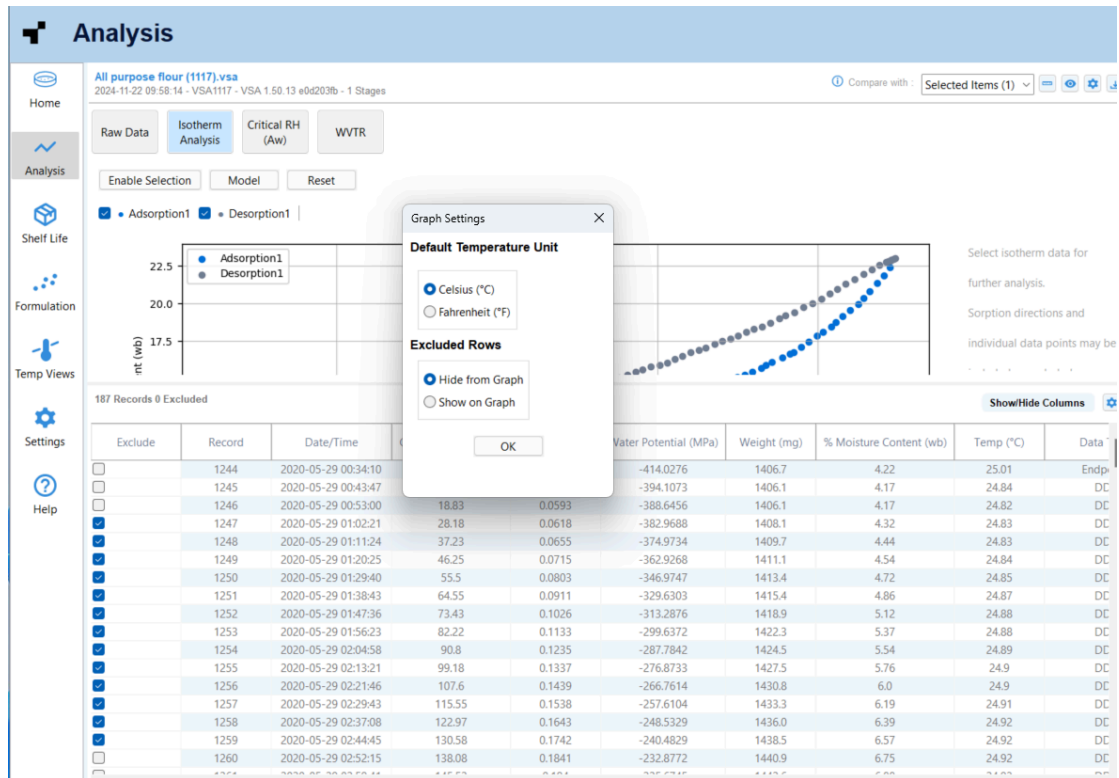 Analysis
Home
Analysis
Shelf Life
Formulation
Temp Views
Settings
Help
All purpose flour (1117).vsa
2024-11-22 09:58:14 - VSA1117 - VSA 1.50.13 e0d203fb - 1 Stages
Compare with :
Selected Items (1)
Raw Data
Isotherm
Analysis
Critical RH
(Aw)
WVTR
Enable Selection
Model
Reset
Adsorption1
Desorption1
Adsorption1
Desorption1
22.5
20.0
17.5
nt (wb)
Select isotherm data for
further analysis.
Sorption directions and
individual data points may be
Graph Settings
Default Temperature Unit
Celsius (°C)
Fahrenheit (°F)
Excluded Rows
Hide from Graph
Show on Graph
OK
187 Records 0 Excluded
Show/Hide Columns
Exclude Record Date/Time Water Potential (MPa) Weight (mg) % Moisture Content (wb) Temp (°C) Data
1244 2020-05-29 00:34:10 -414.0276 1406.7 4.22 25.01 Endp
1245 2020-05-29 00:43:47 -394.1073 1406.1 4.17 24.84 DD
1246 2020-05-29 00:53:00 18.83 0.0593 -388.6456 1406.1 4.17 24.82 DD
1247 2020-05-29 01:02:21 28.18 0.0618 -382.9688 1408.1 4.32 24.83 DD
1248 2020-05-29 01:11:24 37.23 0.0655 -374.9734 1409.7 4.44 24.83 DD
1249 2020-05-29 01:20:25 46.25 0.0715 -362.9268 1411.1 4.54 24.84 DD
1250 2020-05-29 01:29:40 55.5 0.0803 -346.9747 1413.4 4.72 24.85 DD
1251 2020-05-29 01:38:43 64.55 0.0911 -329.6303 1415.4 4.86 24.87 DD
1252 2020-05-29 01:47:36 73.43 0.1026 -313.2876 1418.9 5.12 24.88 DD
1253 2020-05-29 01:56:23 82.22 0.1133 -299.6372 1422.3 5.37 24.88 DD
1254 2020-05-29 02:04:58 90.8 0.1235 -287.7842 1424.5 5.54 24.89 DD
1255 2020-05-29 02:13:21 99.18 0.1337 -276.8733 1427.5 5.76 24.9 DD
1256 2020-05-29 02:21:46 107.6 0.1439 -266.7614 1430.8 6.0 24.9 DD
1257 2020-05-29 02:29:43 115.55 0.1538 -257.6104 1433.3 6.19 24.91 DD
1258 2020-05-29 02:37:08 122.97 0.1643 -248.5329 1436.0 6.39 24.92 DD
1259 2020-05-29 02:44:45 130.58 0.1742 -240.4829 1438.5 6.57 24.92 DD
1260 2020-05-29 02:52:15 138.08 0.1841 -232.8772 1440.9 6.75 24.92 DD